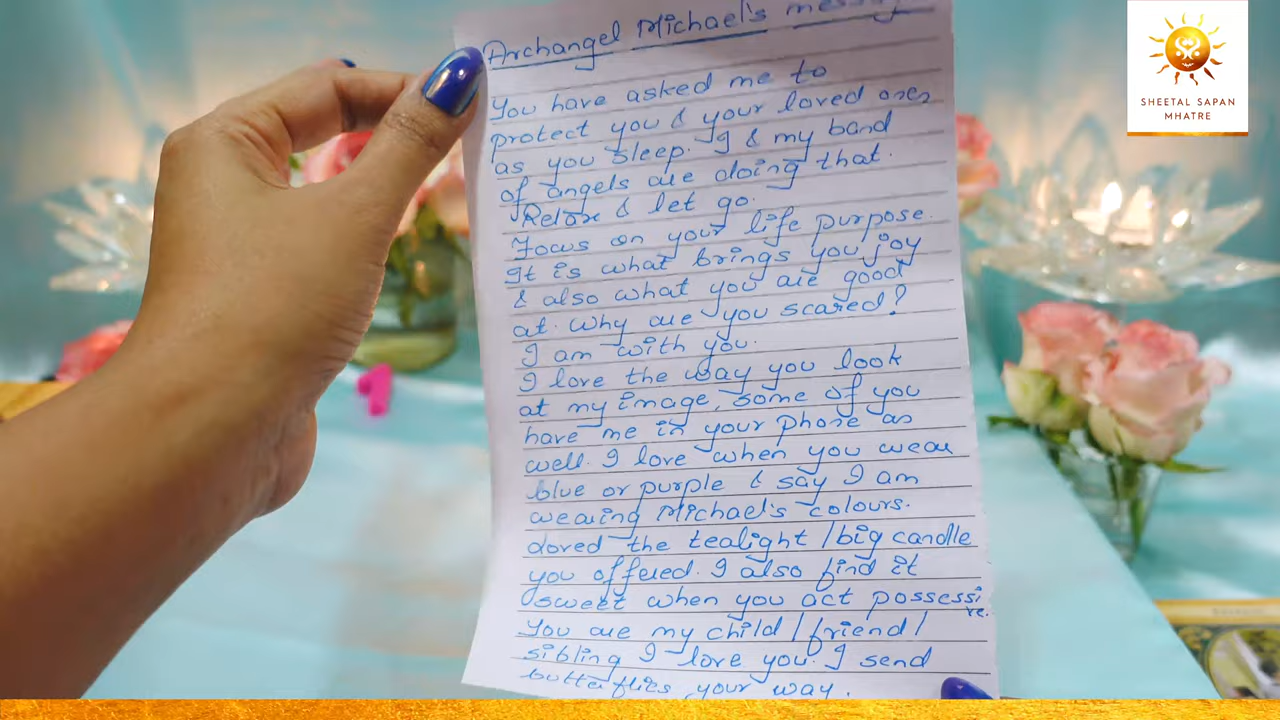 Archangel Michael's message
You have asked me to
protect you & your loved ones
as you sleep. I & my band
of angels are doing that.
Relax & let go.
Focus on your life purpose.
It is what brings you joy
& also what you are good
at. Why are you scared?
I am with you.
I love the way you look
at my image, some of you
have me in your phone as
well. I love when you wear
blue or purple & say I am
wearing Michael's colours.
doved the tealight/big candle
you offered. I also find it
sweet when you act possessi
ve.
You are my child/friend/
sibling I love you. I send
butterflies your way.
SHEETAL SAPAN
MHATRE